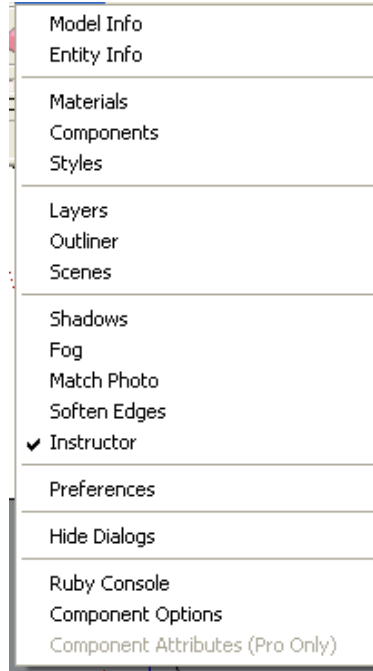 Model Info
Entity Info
Materials
Components
Styles
Layers
Outliner
Scenes
Shadows
Fog
Match Photo
Soften Edges
Instructor
Preferences
Hide Dialogs
Ruby Console
Component Options
Component Attributes (Pro Only)